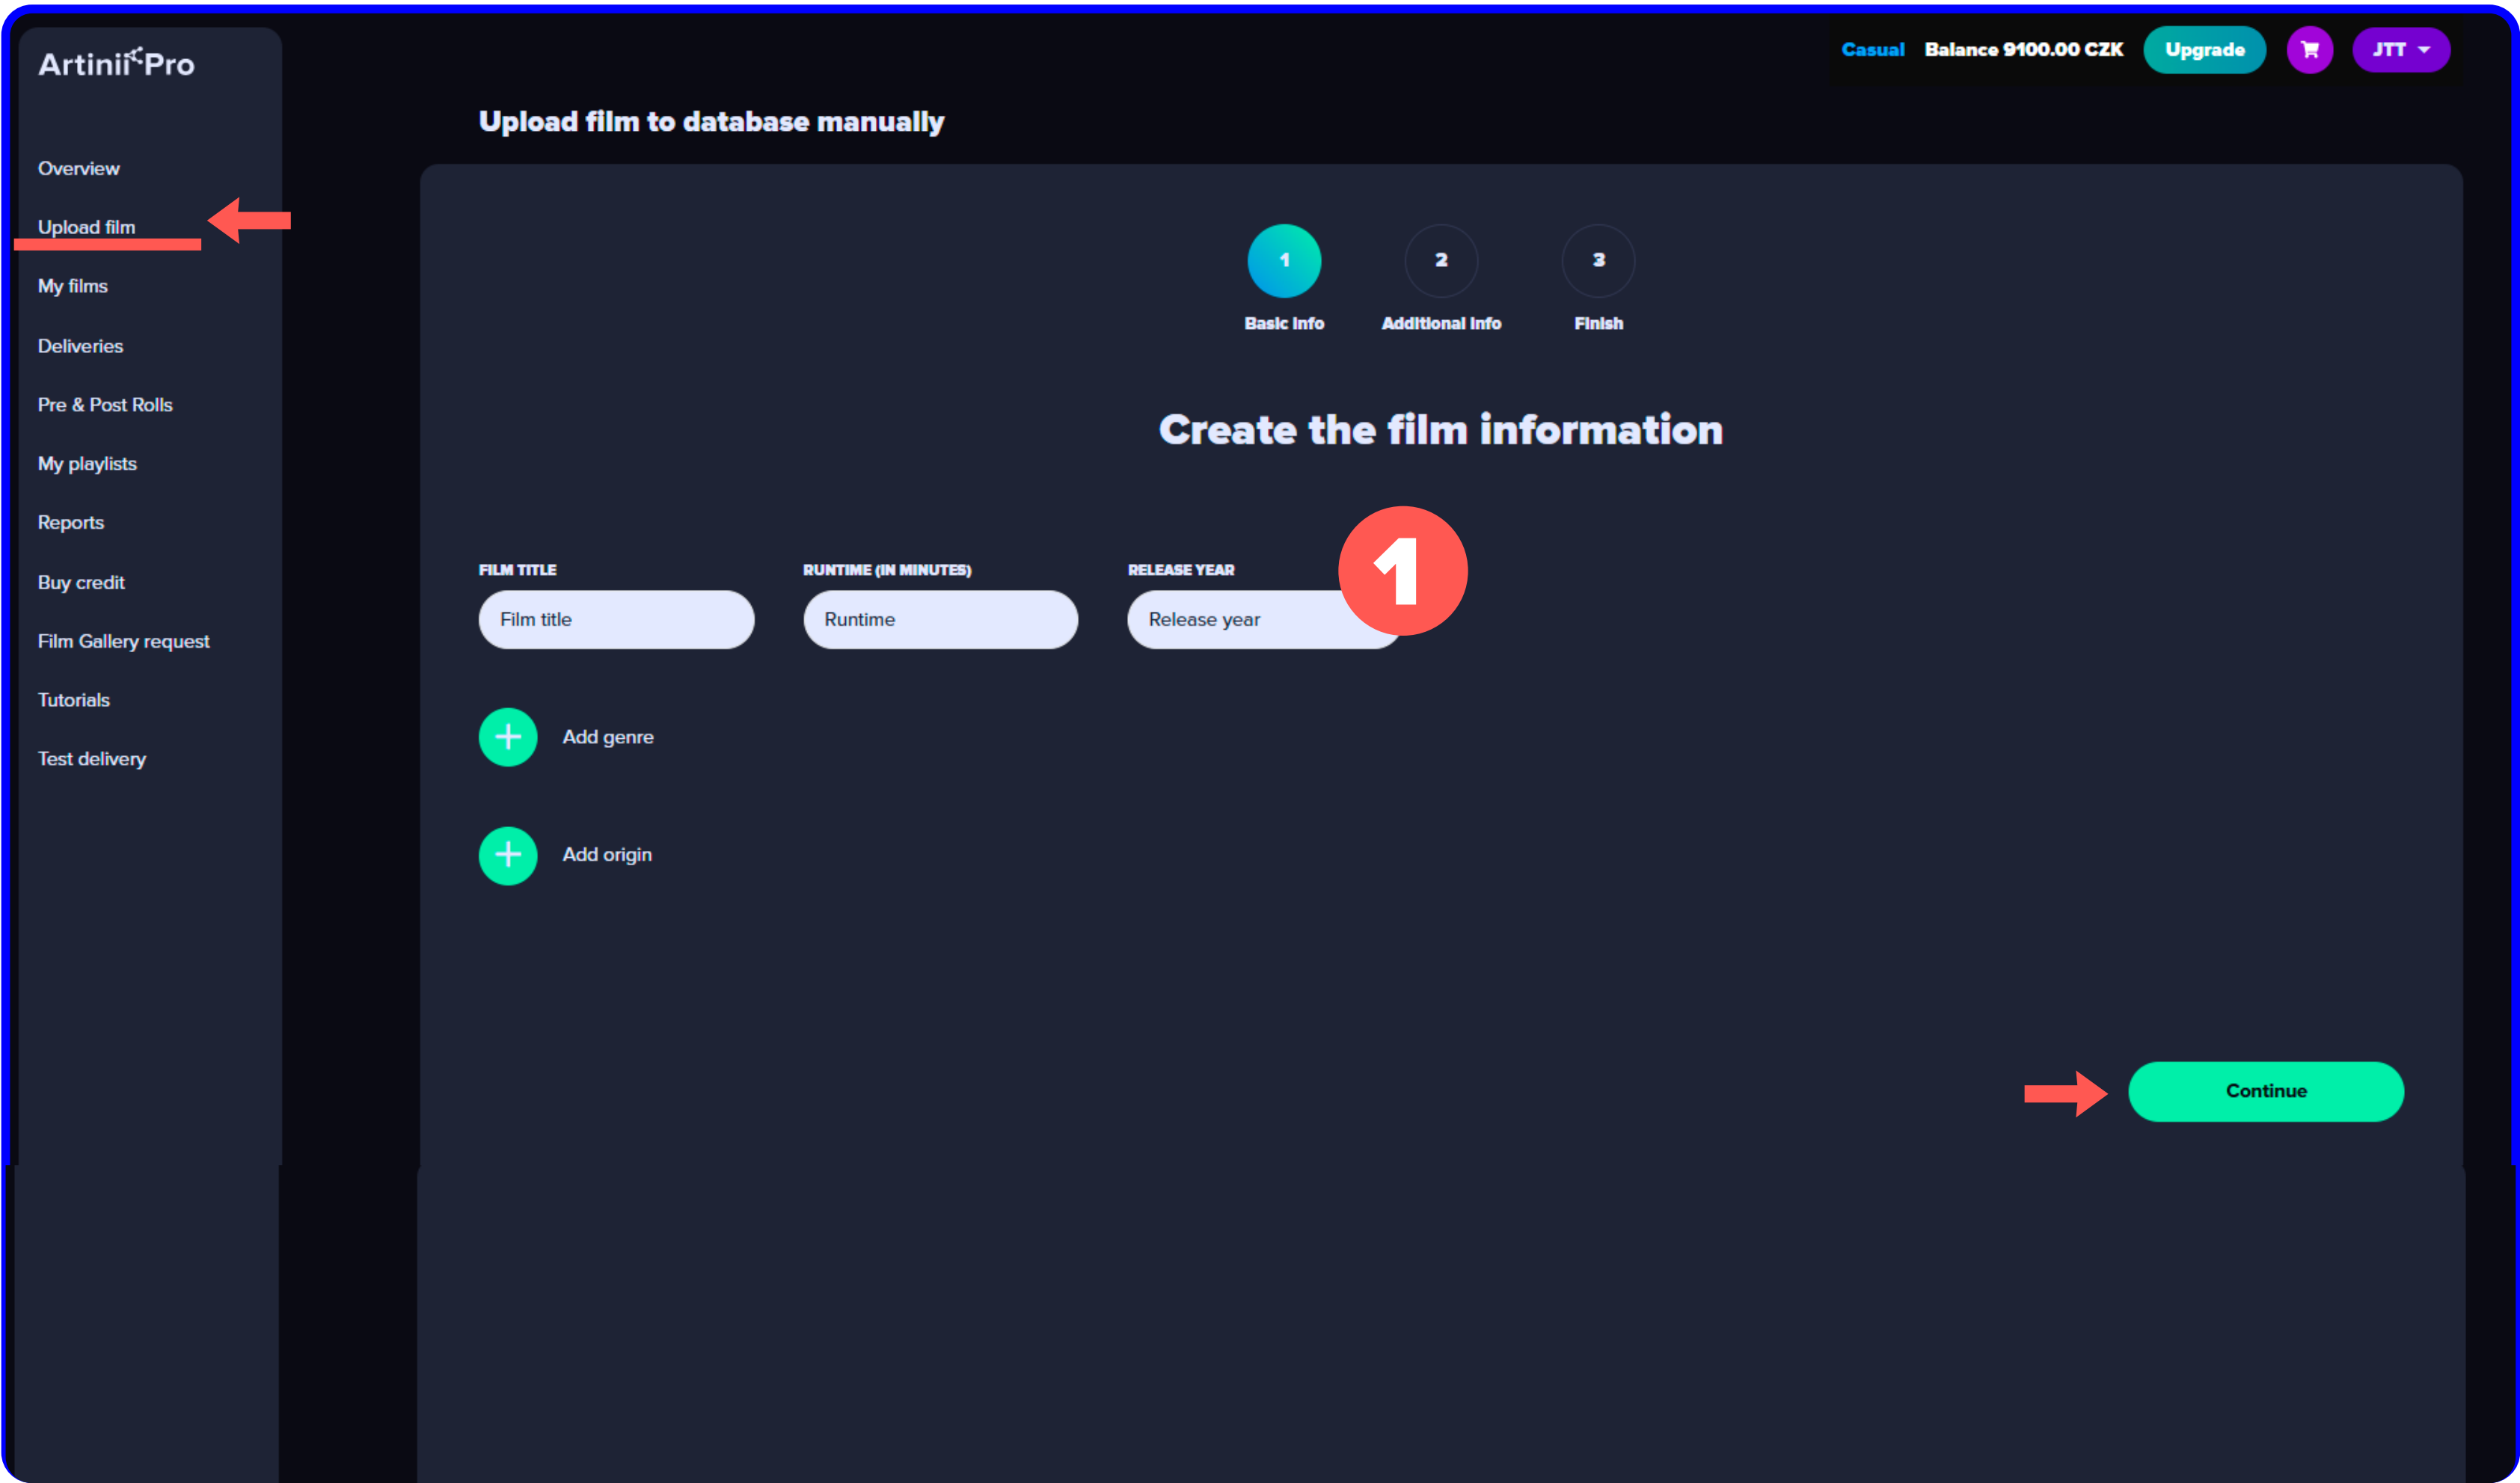 Artinii Pro
Casual Balance 9100.00 CZK Upgrade JTT
Upload film to database manually
Overview
Upload film
My films
Deliveries
Pre & Post Rolls
My playlists
Reports
Buy credit
Film Gallery request
Tutorials
Test delivery
1 2 3
Basic info Additional info Finish
Create the film information
1
FILM TITLE RUNTIME (IN MINUTES) RELEASE YEAR
Film title Runtime Release year
+ Add genre
+ Add origin
Continue